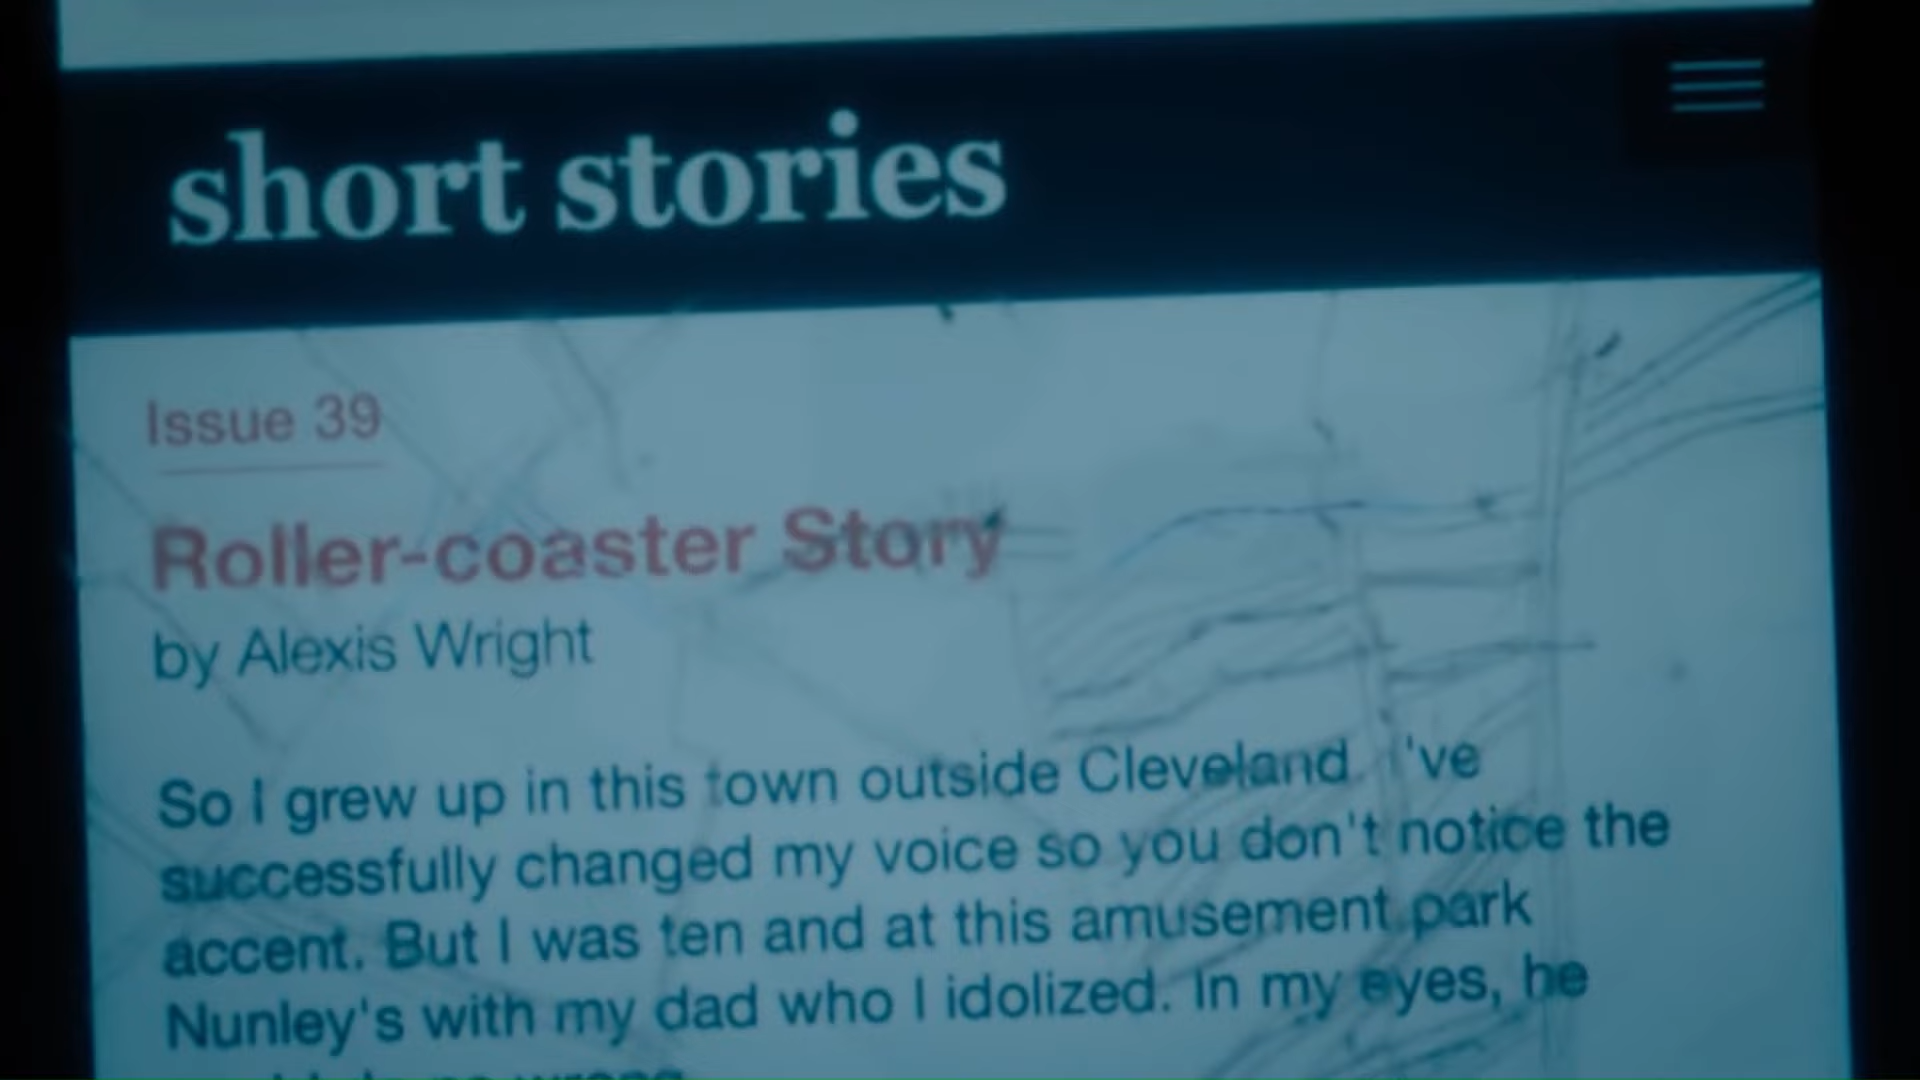 short stories
Issue 39
Roller-coaster Story
by Alexis Wright
So I grew up in this town outside Cleveland. I've
successfully changed my voice so you don't notice the
accent. But I was ten and at this amusement park
Nunley's with my dad who I idolized. In my eyes, he
wrong